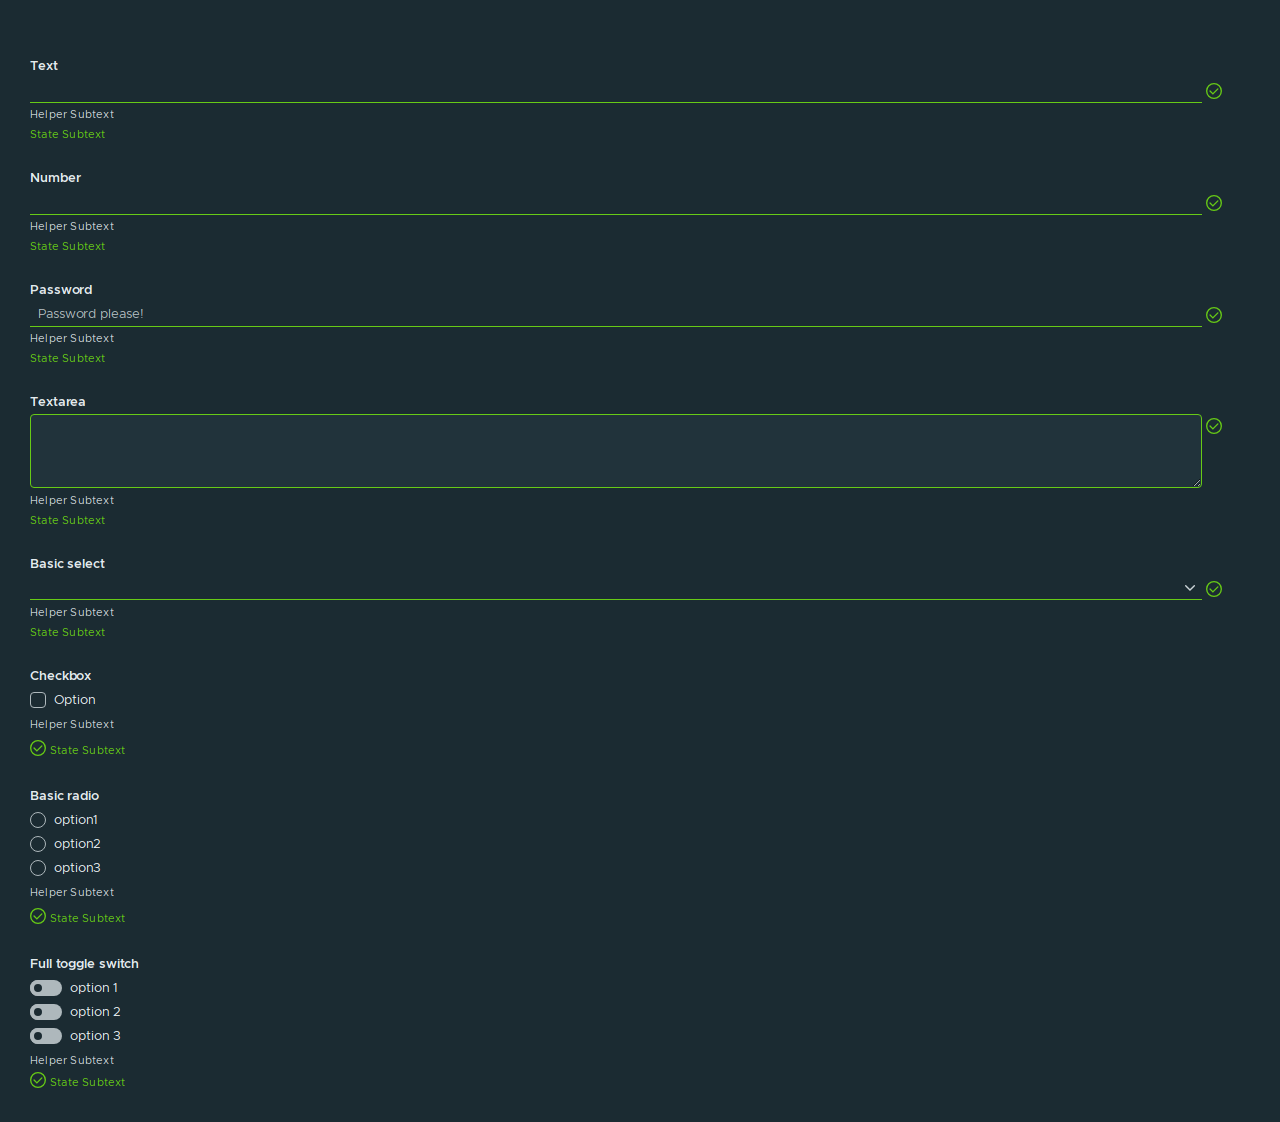 Text
Helper Subtext
State Subtext
Number
Helper Subtext
State Subtext
Password
Password please!
Helper Subtext
State Subtext
Textarea
Helper Subtext
State Subtext
Basic select
Helper Subtext
State Subtext
Checkbox
Option
Helper Subtext
State Subtext
Basic radio
option1
option2
option3
Helper Subtext
State Subtext
Full toggle switch
option 1
option 2
option 3
Helper Subtext
State Subtext